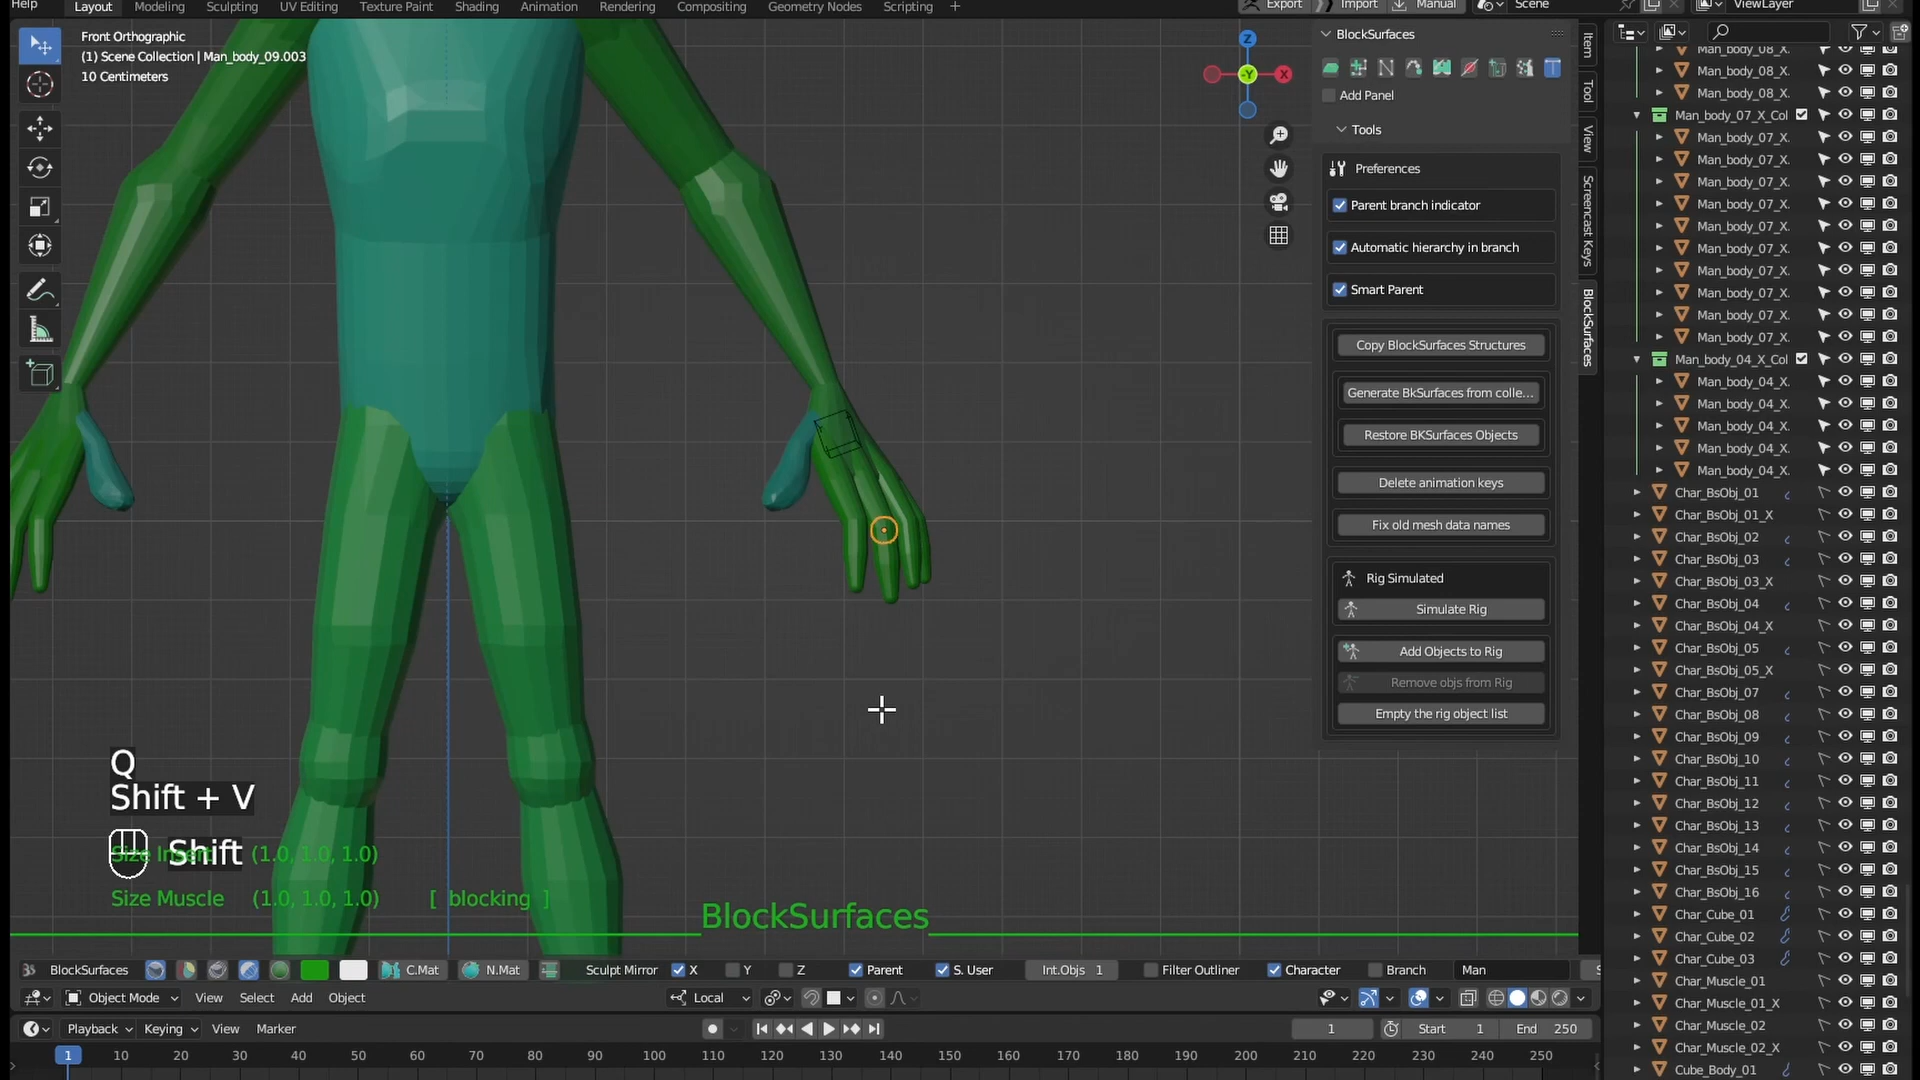 Help
Layout
Modeling
Sculpting
UV Editing
Texture Paint
Shading
Animation
Rendering
Compositing
Geometry Nodes
Scripting
+
Export
Import
Manual
Scene
ViewLayer
Front Orthographic
(1) Scene Collection | Man_body_09.003
10 Centimeters
Z
-Y
X
BlockSurfaces
Add Panel
Tools
Preferences
Parent branch indicator
Automatic hierarchy in branch
Smart Parent
Copy BlockSurfaces Structures
Generate BkSurfaces from colle...
Restore BKSurfaces Objects
Delete animation keys
Fix old mesh data names
Rig Simulated
Simulate Rig
Add Objects to Rig
Remove objs from Rig
Empty the rig object list
Item
Tool
View
Screencast Keys
BlockSurfaces
Man_body_08_X.
Man_body_08_X.
Man_body_08_X.
Man_body_07_X_Col
Man_body_07_X.
Man_body_07_X.
Man_body_07_X.
Man_body_07_X.
Man_body_07_X.
Man_body_07_X.
Man_body_07_X.
Man_body_07_X.
Man_body_07_X.
Man_body_07_X.
Man_body_04_X_Col
Man_body_04_X.
Man_body_04_X.
Man_body_04_X.
Man_body_04_X.
Man_body_04_X.
Char_BsObj_01
Char_BsObj_01_X
Char_BsObj_02
Char_BsObj_03
Char_BsObj_03_X
Char_BsObj_04
Char_BsObj_04_X
Char_BsObj_05
Char_BsObj_05_X
Char_BsObj_07
Char_BsObj_08
Char_BsObj_09
Char_BsObj_10
Char_BsObj_11
Char_BsObj_12
Char_BsObj_13
Char_BsObj_14
Char_BsObj_15
Char_BsObj_16
Char_Cube_01
Char_Cube_02
Char_Cube_03
Char_Muscle_01
Char_Muscle_01_X
Char_Muscle_02
Char_Muscle_02_X
Cube_Body_01
Q
Shift + V
Shift
Size Insert (1.0, 1.0, 1.0)
Size Muscle (1.0, 1.0, 1.0) [ blocking ]
BlockSurfaces
BlockSurfaces C.Mat N.Mat Sculpt Mirror X Y Z Parent S. User Int.Objs 1 Filter Outliner Character Branch Man
Object Mode View Select Add Object Local
Playback Keying View Marker 1 Start 1 End 250
1 10 20 30 40 50 60 70 80 90 100 110 120 130 140 150 160 170 180 190 200 210 220 230 240 250